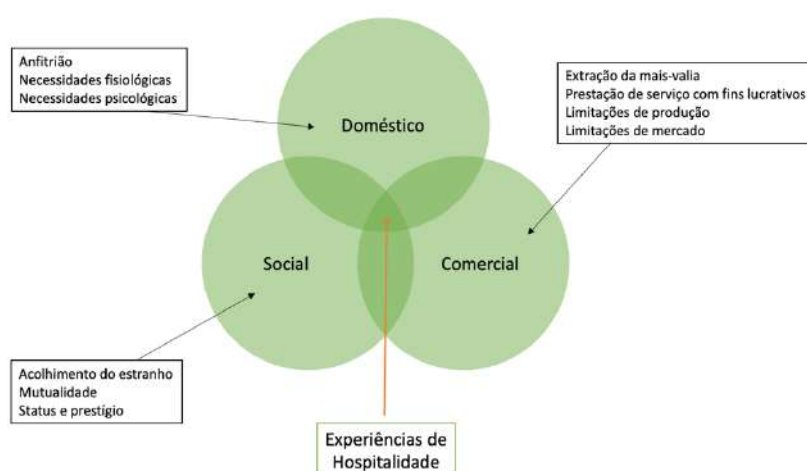 Anfitrião
Necessidades fisiológicas
Necessidades psicológicas
Extração da mais-valia
Prestação de serviço com fins lucrativos
Limitações de produção
Limitações de mercado
Doméstico
Social
Comercial
Acolhimento do estranho
Mutualidade
Status e prestígio
Experiências de
Hospitalidade